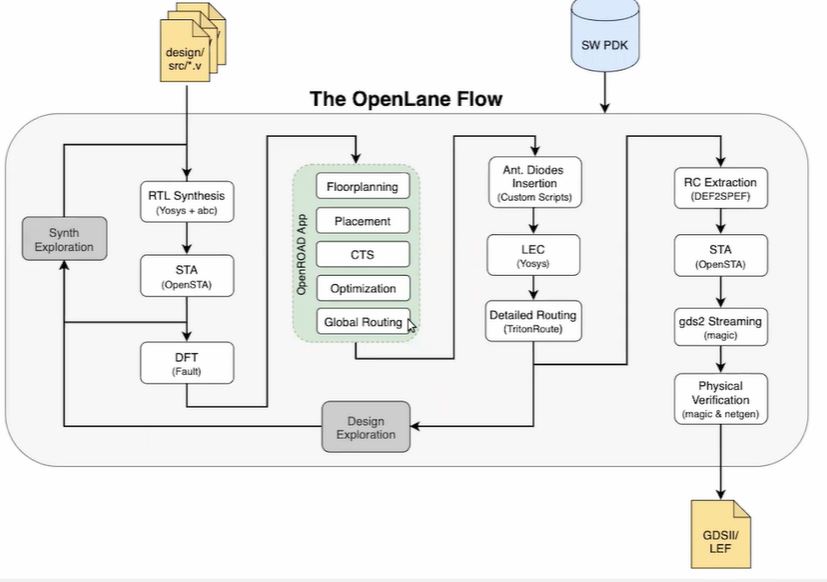 design/
src/*.v
SW PDK
The OpenLane Flow
RTL Synthesis
(Yosys + abc)
Synth
Exploration
STA
(OpenSTA)
DFT
(Fault)
OpenROAD App
Floorplanning
Placement
CTS
Optimization
Global Routing
Design
Exploration
Ant. Diodes
Insertion
(Custom Scripts)
LEC
(Yosys)
Detailed Routing
(TritonRoute)
RC Extraction
(DEF2SPEF)
STA
(OpenSTA)
gds2 Streaming
(magic)
Physical
Verification
(magic & netgen)
GDSII/
LEF